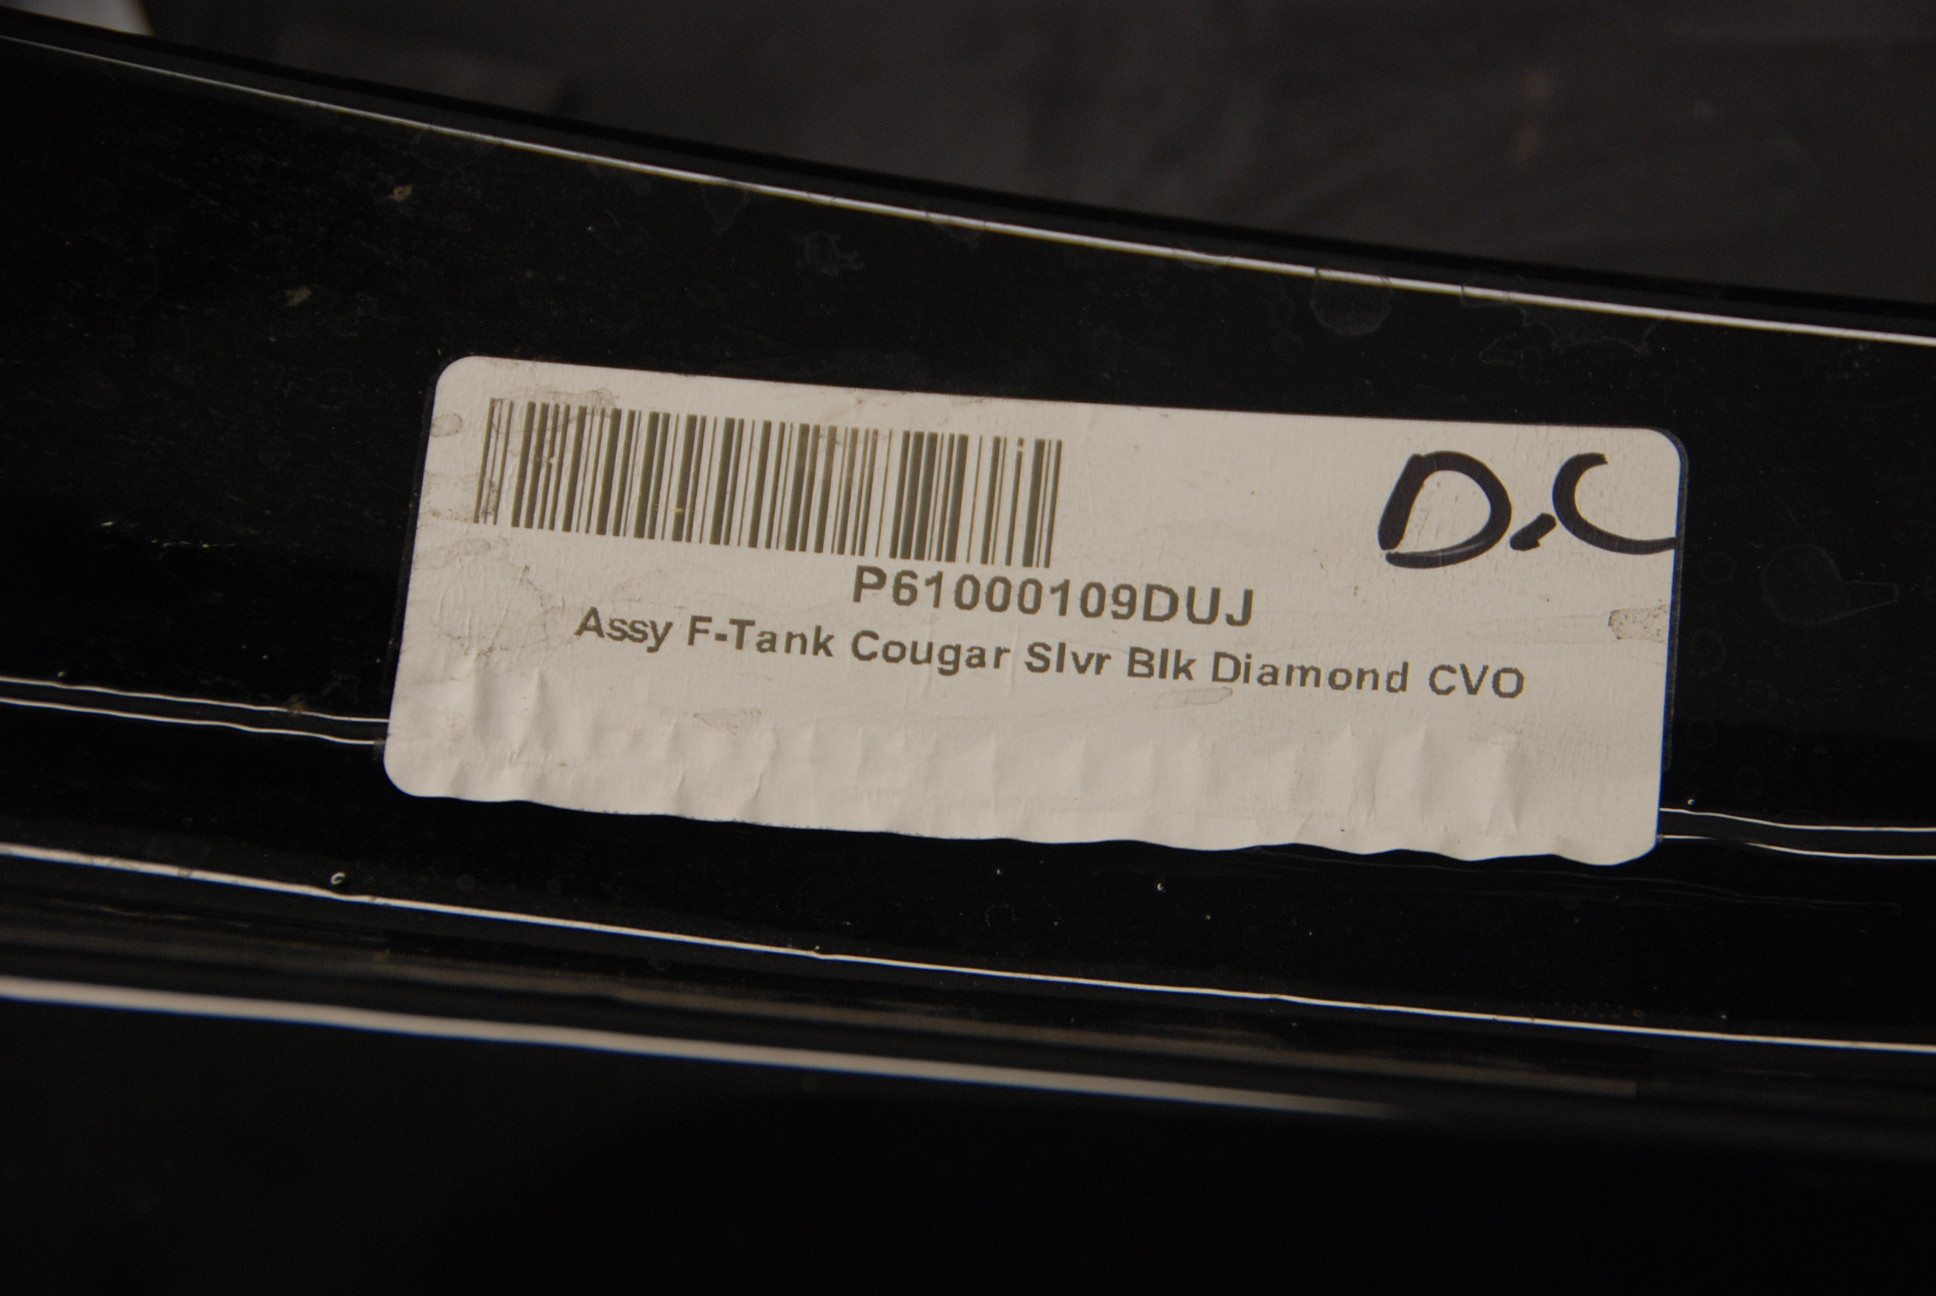 D.C
P61000109DUJ
Assy F-Tank Cougar Slvr Blk Diamond CVO